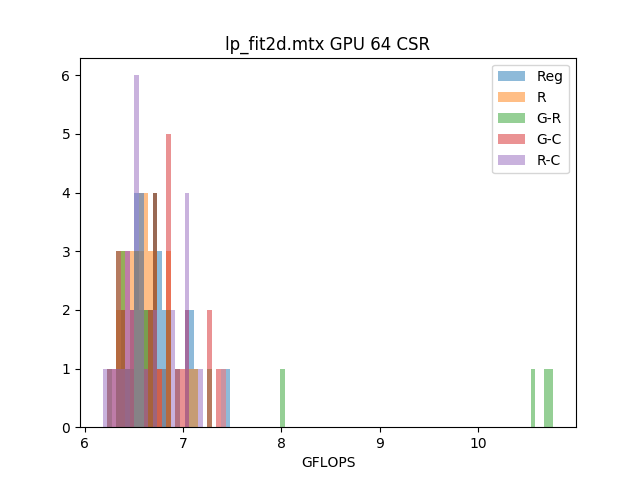 lp_fit2d.mtx GPU 64 CSR
Reg
R
G-R
G-C
R-C
6
5
4
3
2
1
0
6 7 8 9 10
GFLOPS